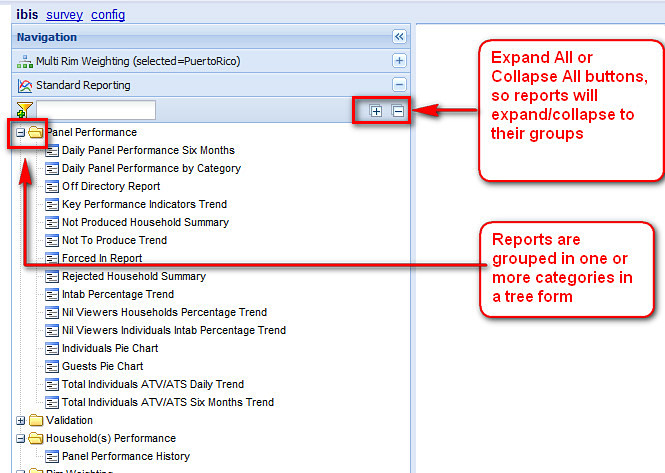 ibis survey config
Navigation
Multi Rim Weighting (selected=PuertoRico)
Standard Reporting
Panel Performance
Daily Panel Performance Six Months
Daily Panel Performance by Category
Off Directory Report
Key Performance Indicators Trend
Not Produced Household Summary
Not To Produce Trend
Forced In Report
Rejected Household Summary
Intab Percentage Trend
Nil Viewers Households Percentage Trend
Nil Viewers Individuals Intab Percentage Trend
Individuals Pie Chart
Guests Pie Chart
Total Individuals ATV/ATS Daily Trend
Total Individuals ATV/ATS Six Months Trend
Validation
Household(s) Performance
Panel Performance History
Rim Weighting
Expand All or
Collapse All buttons,
so reports will
expand/collapse to
their groups
Reports are
grouped in one or
more categories in
a tree form